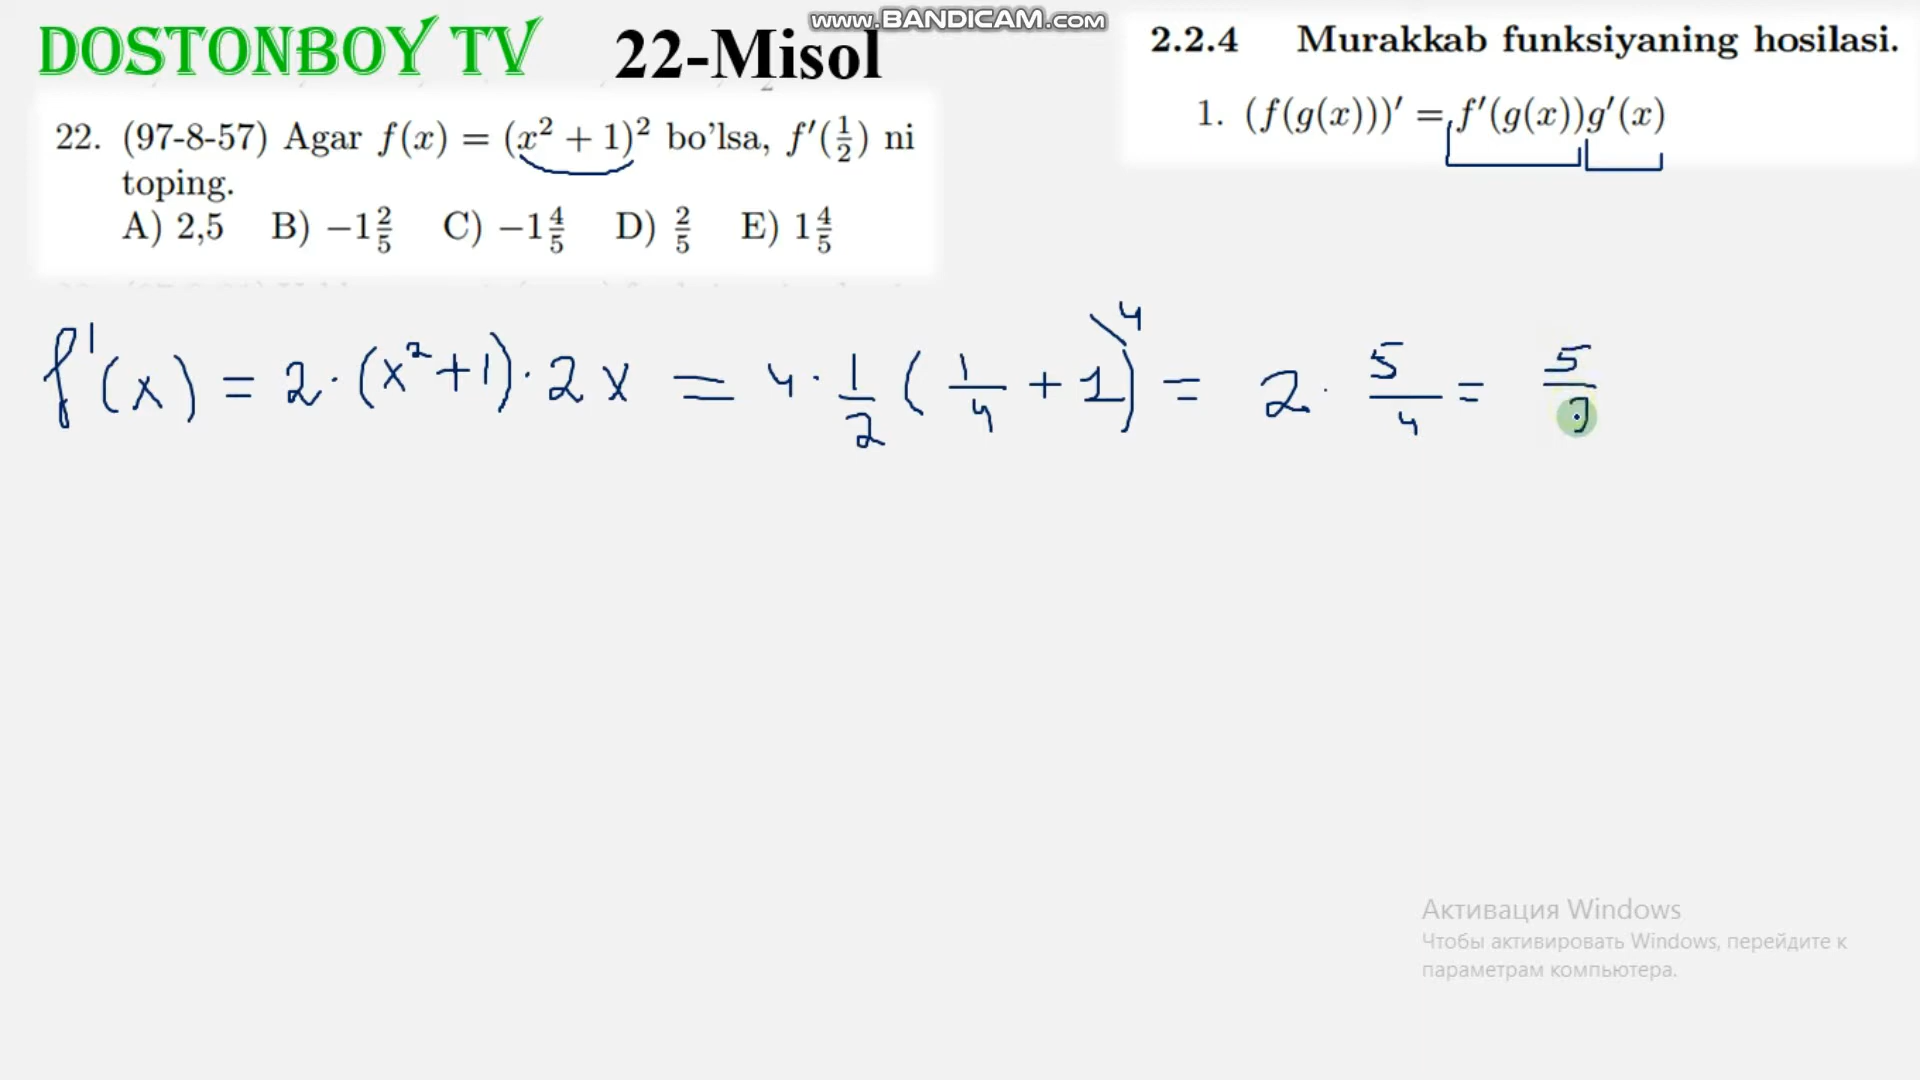 www.BANDICAM.com
DOSTONBOY TV
22-Misol
22. (97-8-57) Agar f(x) = (x² + 1)² bo'lsa, f′(1/2) ni
toping.
A) 2,5 B) −1 2/5 C) −1 4/5 D) 2/5 E) 1 4/5
2.2.4 Murakkab funksiyaning hosilasi.
1. (f(g(x)))′ = f′(g(x))g′(x)
4
f'(x) = 2·(x²+1)·2x = 4·1/2 (1/4 + 1) = 2·5/4 = 5/2
Активация Windows
Чтобы активировать Windows, перейдите к
параметрам компьютера.